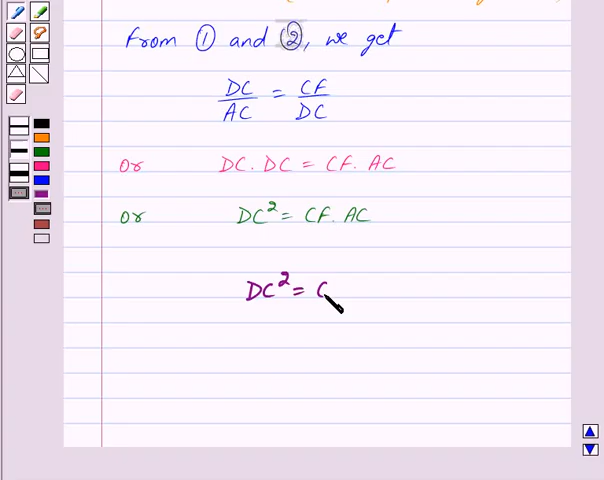 From ① and ②, we get
DC/AC = CF/DC
or DC . DC = CF . AC
or DC² = CF . AC
DC² = C